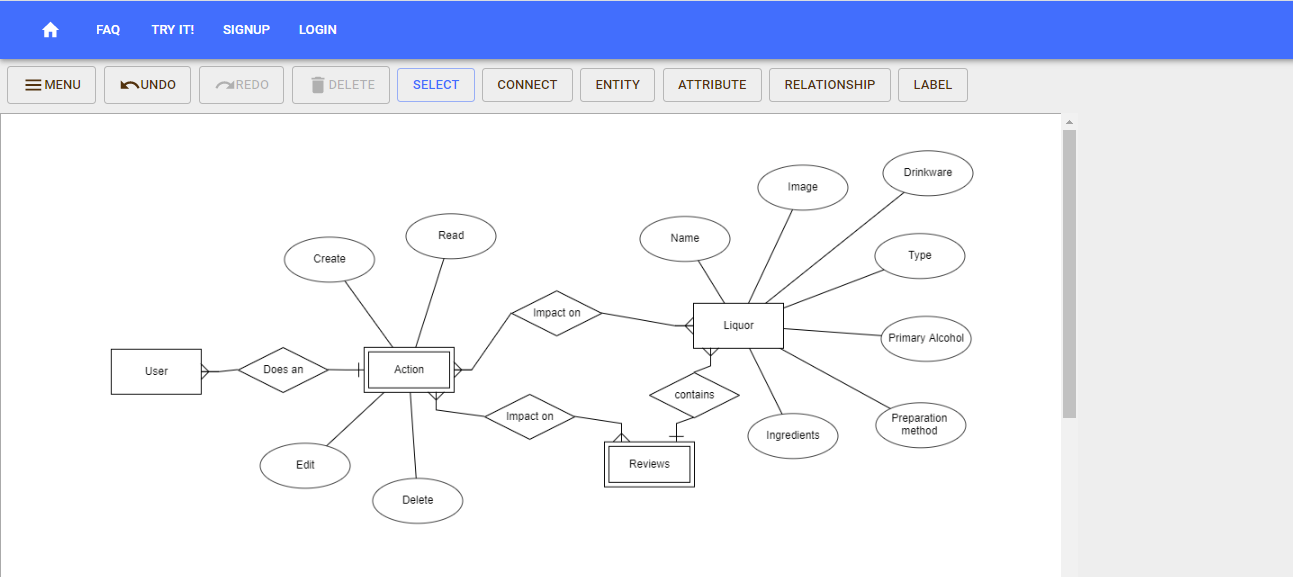 FAQ TRY IT! SIGNUP LOGIN
MENU UNDO REDO DELETE SELECT CONNECT ENTITY ATTRIBUTE RELATIONSHIP LABEL
Drinkware
Image
Read
Name
Create
Type
Impact on
Liquor
Primary Alcohol
User
Does an
Action
contains
Impact on
Preparation
method
Ingredients
Edit
Reviews
Delete